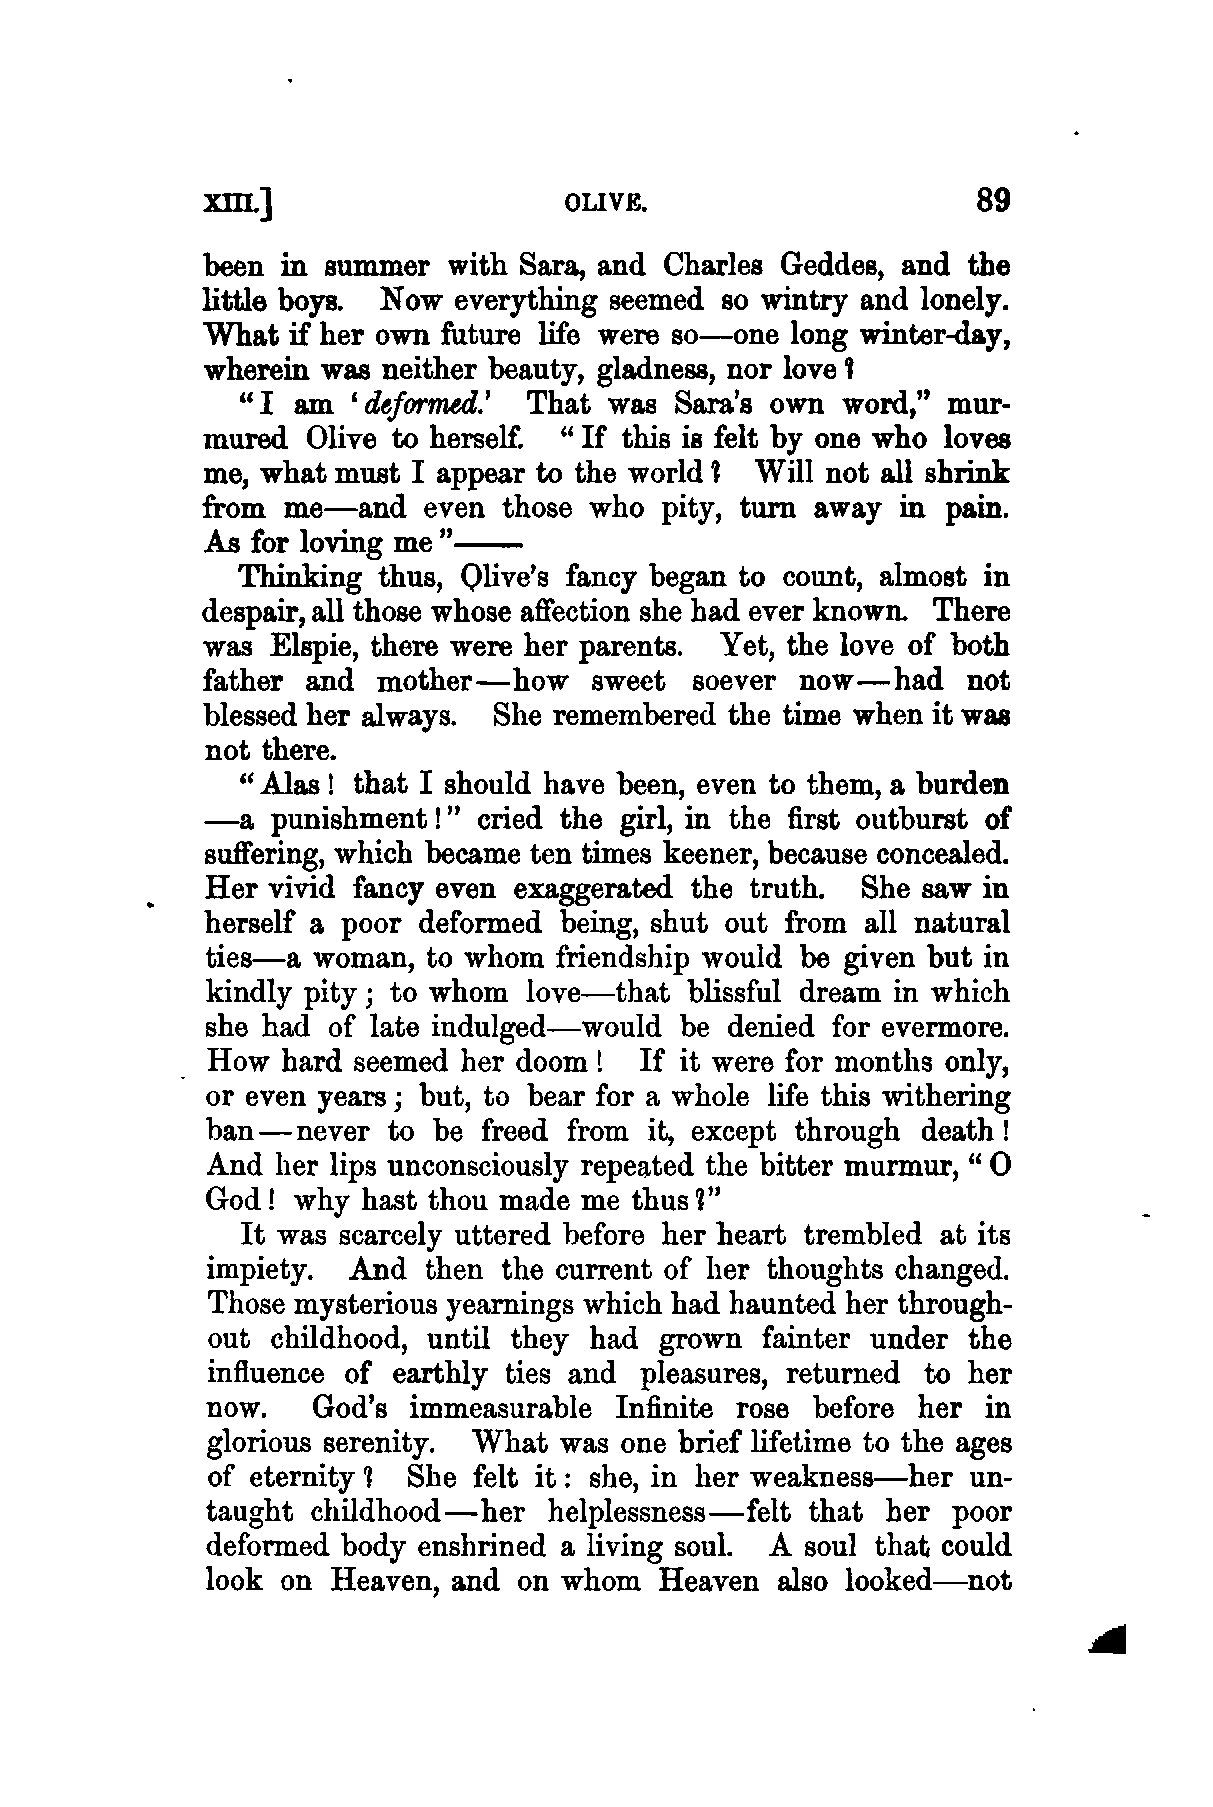 XIII.] OLIVE. 89
been in summer with Sara, and Charles Geddes, and the
little boys. Now everything seemed so wintry and lonely.
What if her own future life were so—one long winter-day,
wherein was neither beauty, gladness, nor love?
"I am 'deformed.' That was Sara's own word," mur-
mured Olive to herself. "If this is felt by one who loves
me, what must I appear to the world? Will not all shrink
from me—and even those who pity, turn away in pain.
As for loving me"——
Thinking thus, Olive's fancy began to count, almost in
despair, all those whose affection she had ever known. There
was Elspie, there were her parents. Yet, the love of both
father and mother—how sweet soever now—had not
blessed her always. She remembered the time when it was
not there.
"Alas! that I should have been, even to them, a burden
—a punishment!" cried the girl, in the first outburst of
suffering, which became ten times keener, because concealed.
Her vivid fancy even exaggerated the truth. She saw in
herself a poor deformed being, shut out from all natural
ties—a woman, to whom friendship would be given but in
kindly pity; to whom love—that blissful dream in which
she had of late indulged—would be denied for evermore.
How hard seemed her doom! If it were for months only,
or even years; but, to bear for a whole life this withering
ban—never to be freed from it, except through death!
And her lips unconsciously repeated the bitter murmur, "O
God! why hast thou made me thus?"
It was scarcely uttered before her heart trembled at its
impiety. And then the current of her thoughts changed.
Those mysterious yearnings which had haunted her through-
out childhood, until they had grown fainter under the
influence of earthly ties and pleasures, returned to her
now. God's immeasurable Infinite rose before her in
glorious serenity. What was one brief lifetime to the ages
of eternity? She felt it: she, in her weakness—her un-
taught childhood—her helplessness—felt that her poor
deformed body enshrined a living soul. A soul that could
look on Heaven, and on whom Heaven also looked—not